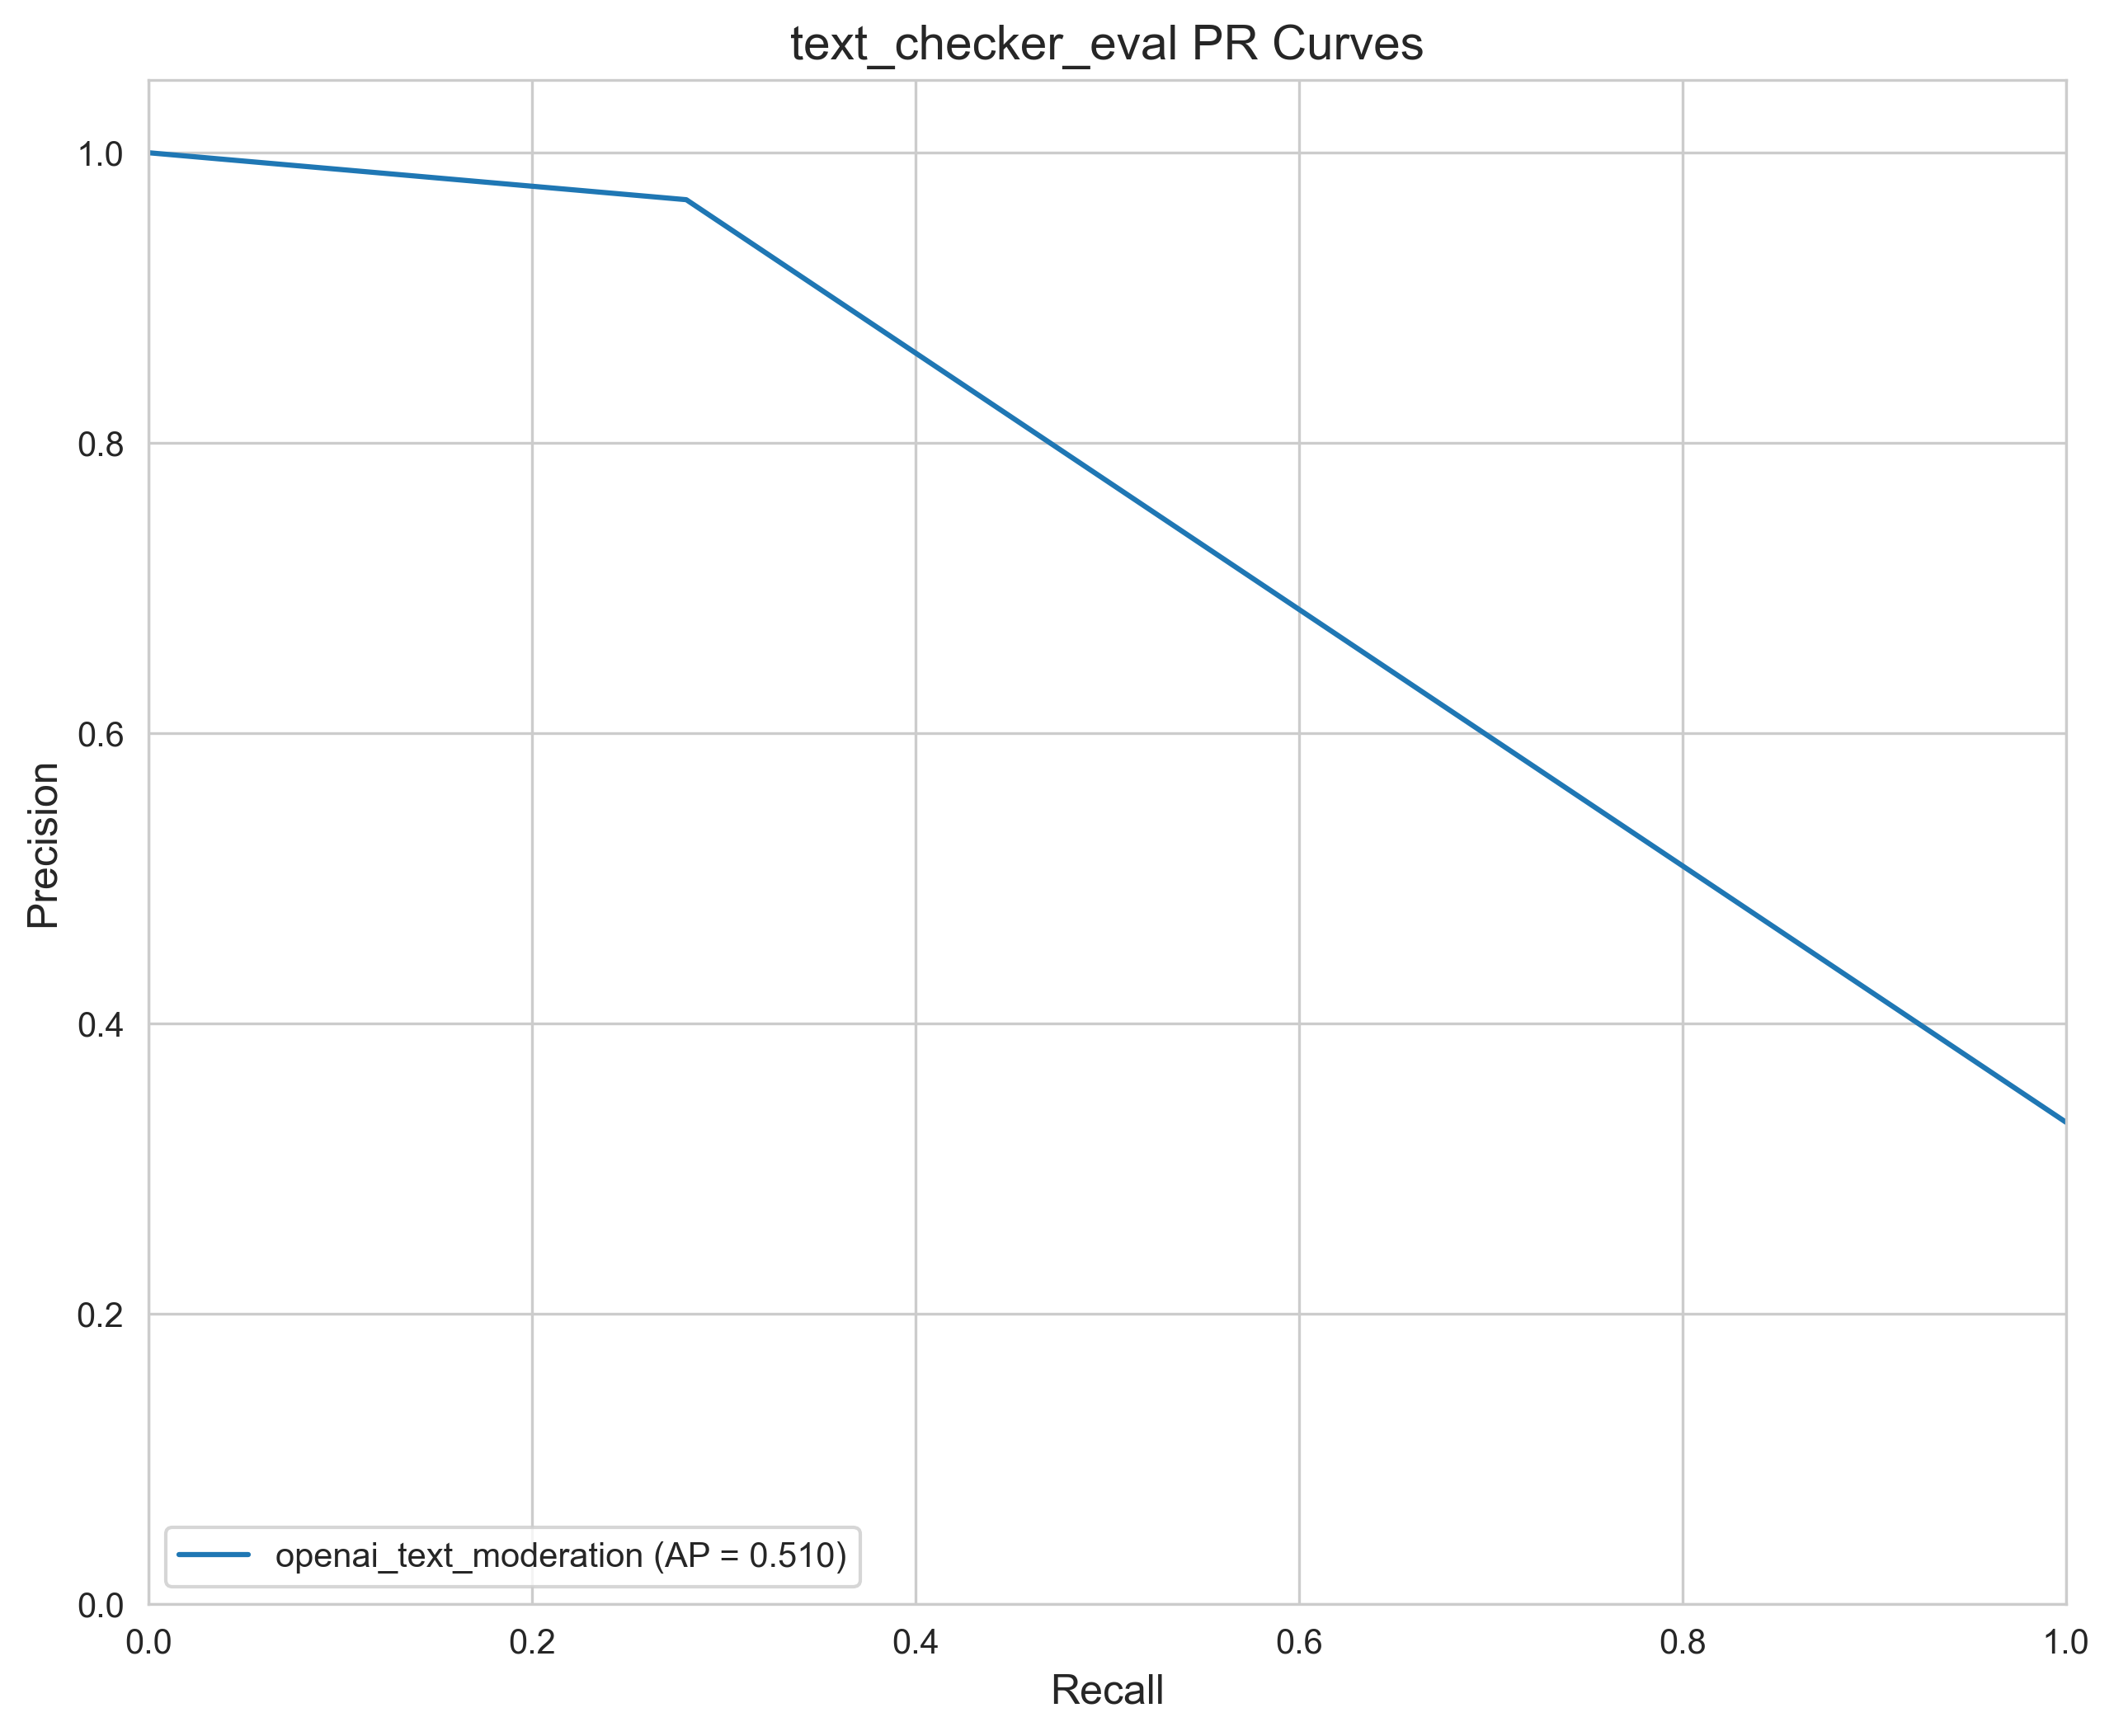 text_checker_eval PR Curves
Precision
1.0
0.8
0.6
0.4
0.2
0.0
openai_text_moderation (AP = 0.510)
0.0 0.2 0.4 0.6 0.8 1.0
Recall